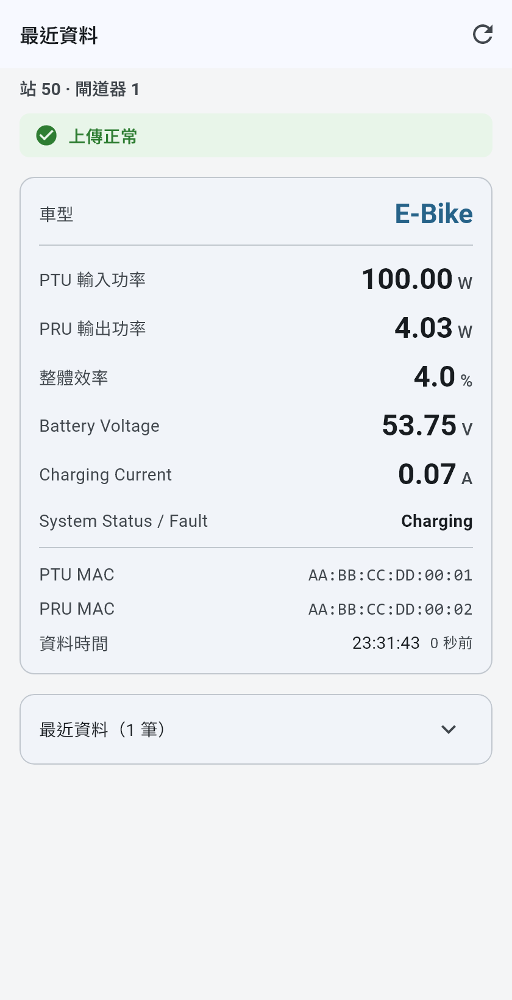 最近資料
站 50 · 閘道器 1
上傳正常
車型 E-Bike
PTU 輸入功率 100.00 W
PRU 輸出功率 4.03 W
整體效率 4.0 %
Battery Voltage 53.75 V
Charging Current 0.07 A
System Status / Fault Charging
PTU MAC AA:BB:CC:DD:00:01
PRU MAC AA:BB:CC:DD:00:02
資料時間 23:31:43 0 秒前
最近資料（1 筆）